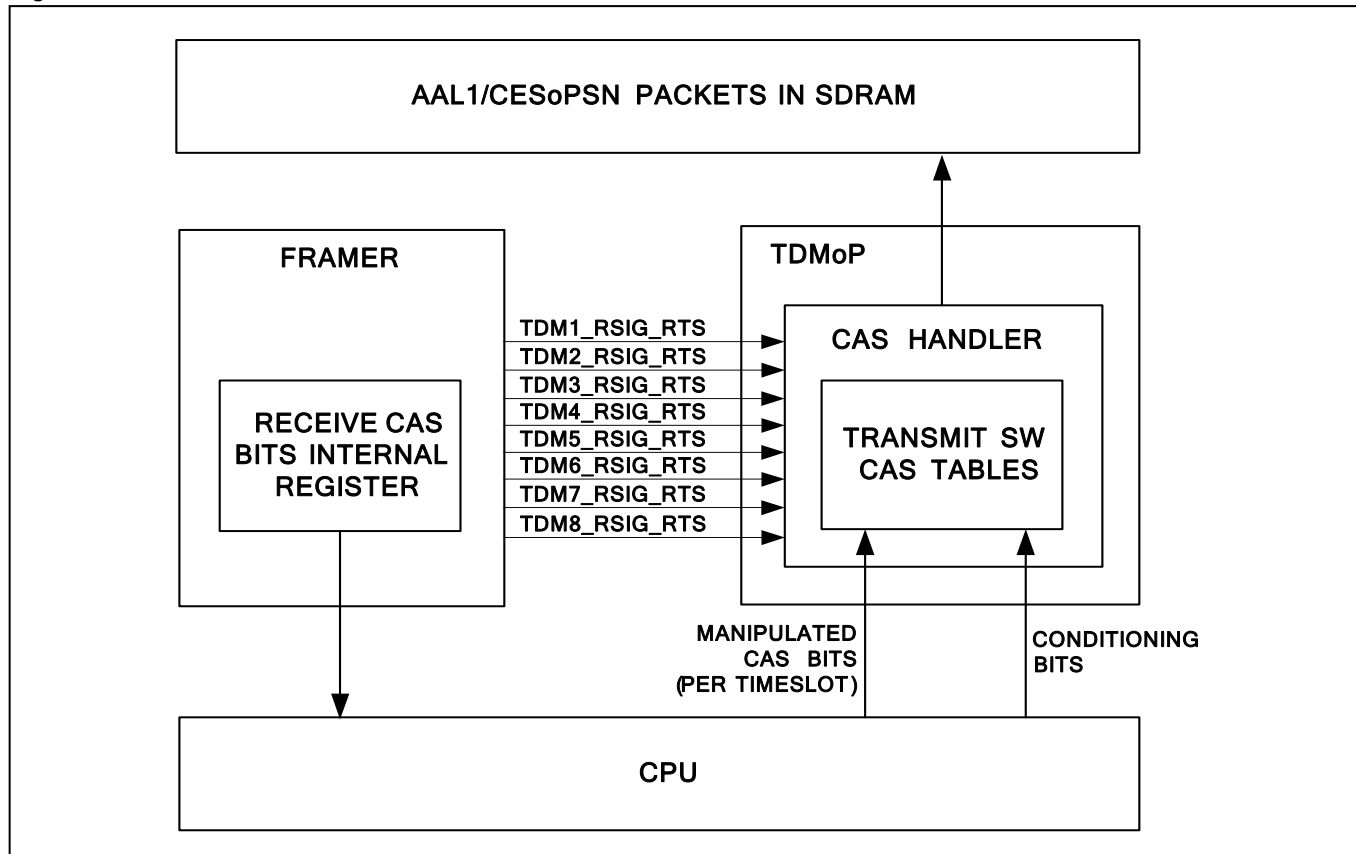 AAL1/CESoPSN PACKETS IN SDRAM
FRAMER
TDMoP
TDM1_RSIG_RTS
TDM2_RSIG_RTS
TDM3_RSIG_RTS
TDM4_RSIG_RTS
TDM5_RSIG_RTS
TDM6_RSIG_RTS
TDM7_RSIG_RTS
TDM8_RSIG_RTS
CAS HANDLER
RECEIVE CAS
BITS INTERNAL
REGISTER
TRANSMIT SW
CAS TABLES
MANIPULATED
CAS BITS
(PER TIMESLOT)
CONDITIONING
BITS
CPU